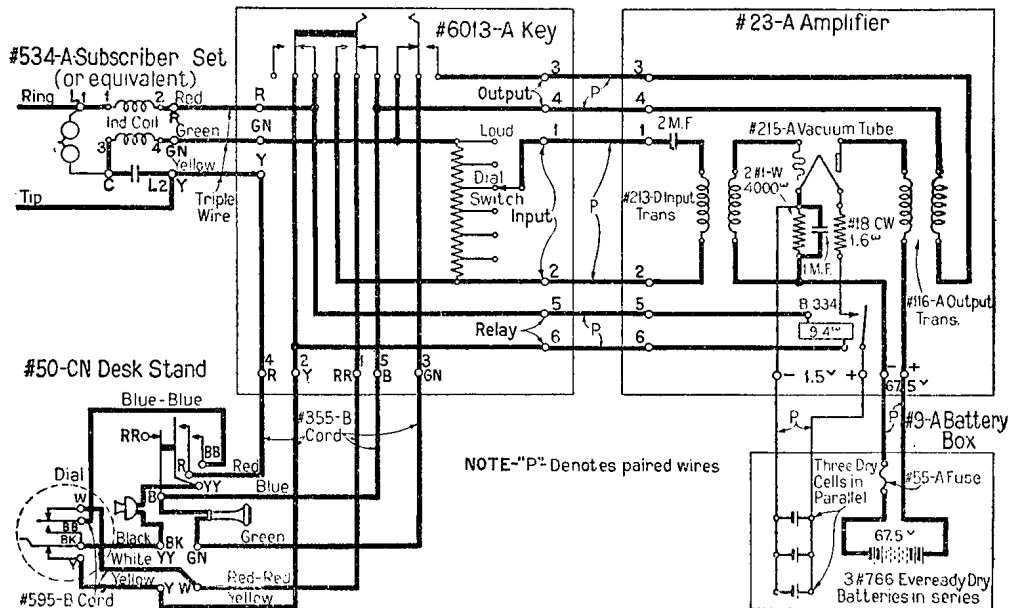 #6013-A Key
#23-A Amplifier
#534-A Subscriber Set
(or equivalent)
Ring
L1
1
2
Red
R
R
Ind Coil
Green
GN
GN
3
4
Yellow
Y
C
L2
Y
Tip
Triple
Wire
Output
3
4
P
3
4
Loud
Dial
Switch
Input
1
2
P
1
2
2 M.F.
#213-D Input
Trans
#215-A Vacuum Tube
2 #1-W
4000ω
#18 CW
1.6ω
1 M.F.
#116-A Output
Trans.
Relay
5
6
P
5
6
B 334
9.4ω
4
R
2
Y
1
RR
5
B
3
GN
- 1.5v +
- +
67.5v
P
P
#9-A Battery
Box
#50-CN Desk Stand
Blue-Blue
RR
BB
R
Red
YY
B
Blue
#355-B
Cord
NOTE-"P"-Denotes paired wires
Three Dry
Cells in
Parallel
#55-A Fuse
67.5v
3 #766 Eveready Dry
Batteries in series
Dial
W
BB
BK
Y
Black
BK
YY
GN
Green
White
Yellow
Y
W
Red-Red
Yellow
#595-B Cord